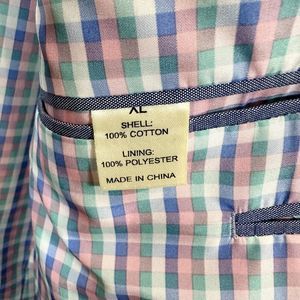 XL
SHELL:
100% COTTON
LINING:
100% POLYESTER
MADE IN CHINA